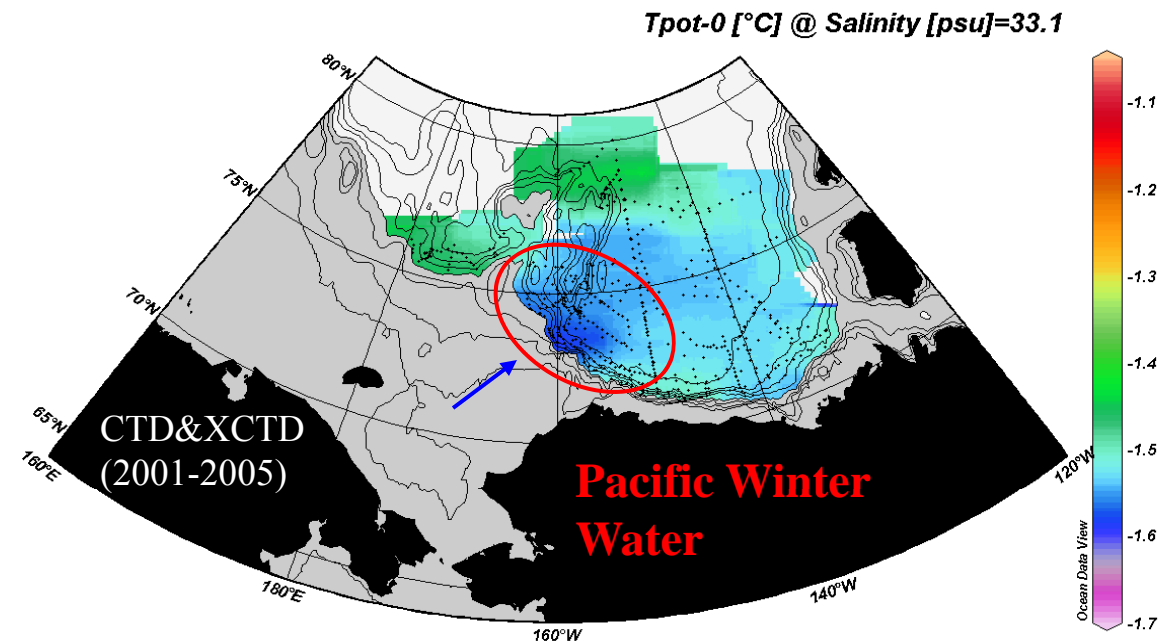 Tpot-0 [°C] @ Salinity [psu]=33.1
80°N
75°N
70°N
65°N
160°E
180°E
160°W
140°W
120°W
CTD&XCTD
(2001-2005)
Pacific Winter
Water
-1.1
-1.2
-1.3
-1.4
-1.5
-1.6
-1.7
Ocean Data View